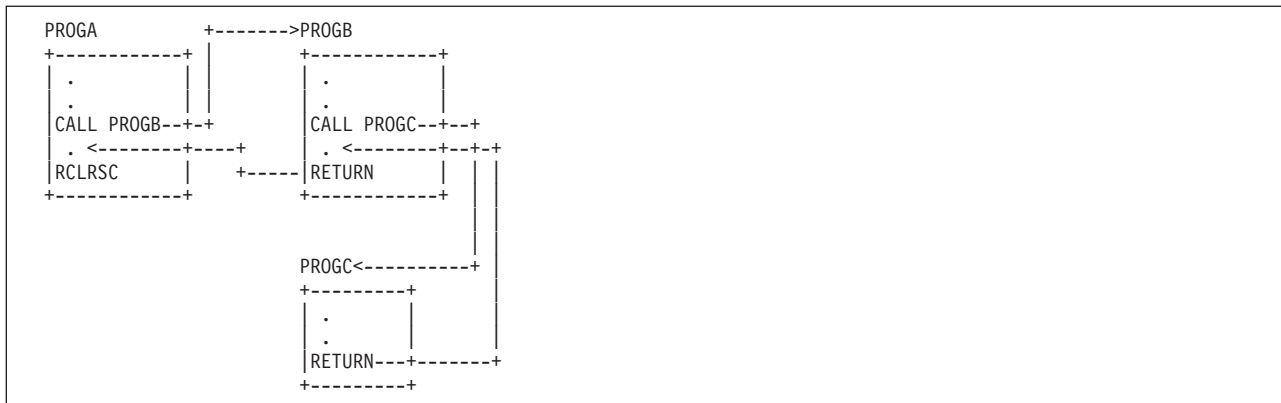 PROGA +------->PROGB
+------------+ | +------------+
| . | | | . |
| . | | | . |
|CALL PROGB--+-+ |CALL PROGC--+--+
| . <--------+----+ | . <--------+--+-+
|RCLRSC | +-----|RETURN | | |
+------------+ +------------+ | |
| |
| |
PROGC<----------+ |
+---------+ |
| . | |
| . | |
|RETURN---+-------+
+---------+